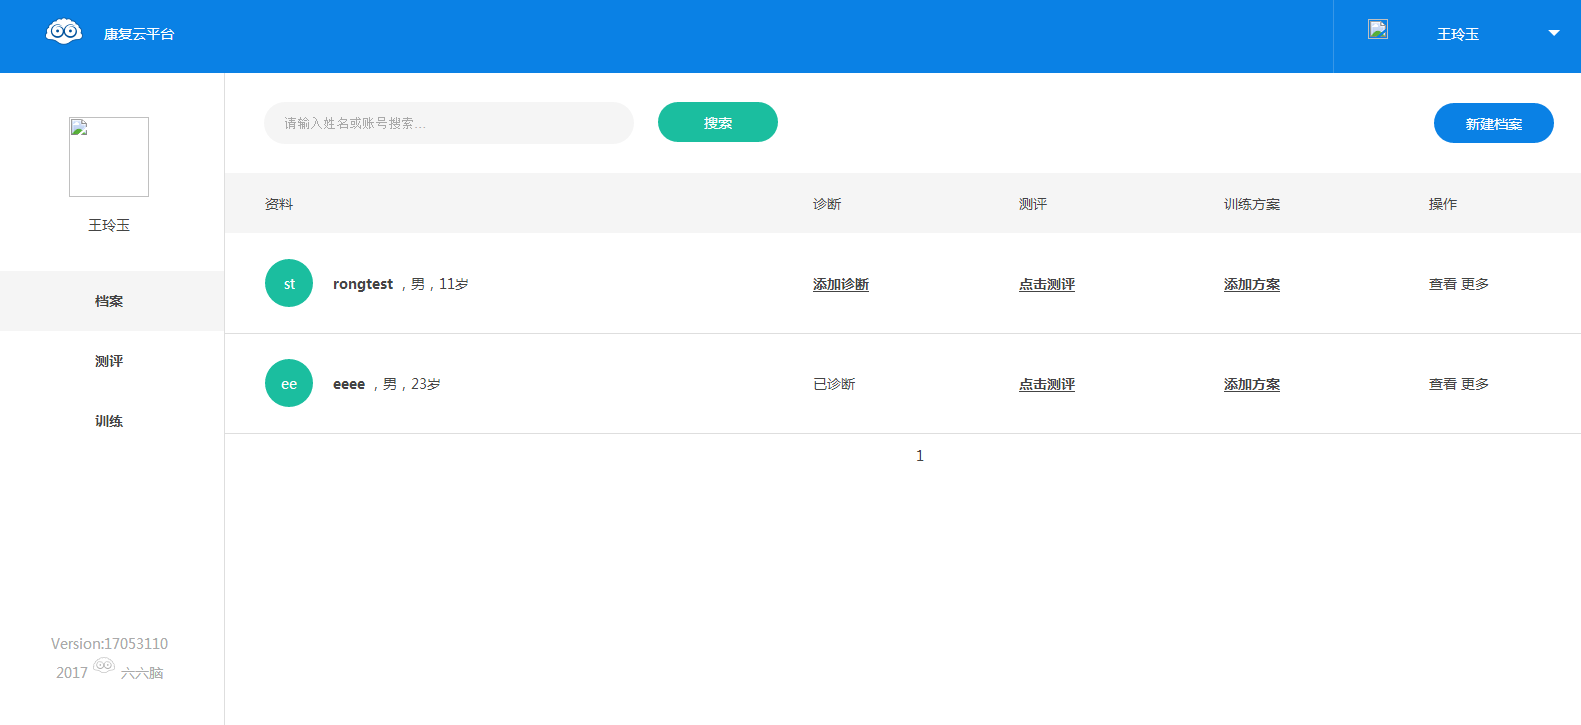 康复云平台
王玲玉
王玲玉
档案
测评
训练
Version:17053110
2017 六六脑
请输入姓名或账号搜索...
搜索
新建档案
资料 诊断 测评 训练方案 操作
st rongtest ，男，11岁 添加诊断 点击测评 添加方案 查看 更多
ee eeee ，男，23岁 已诊断 点击测评 添加方案 查看 更多
1